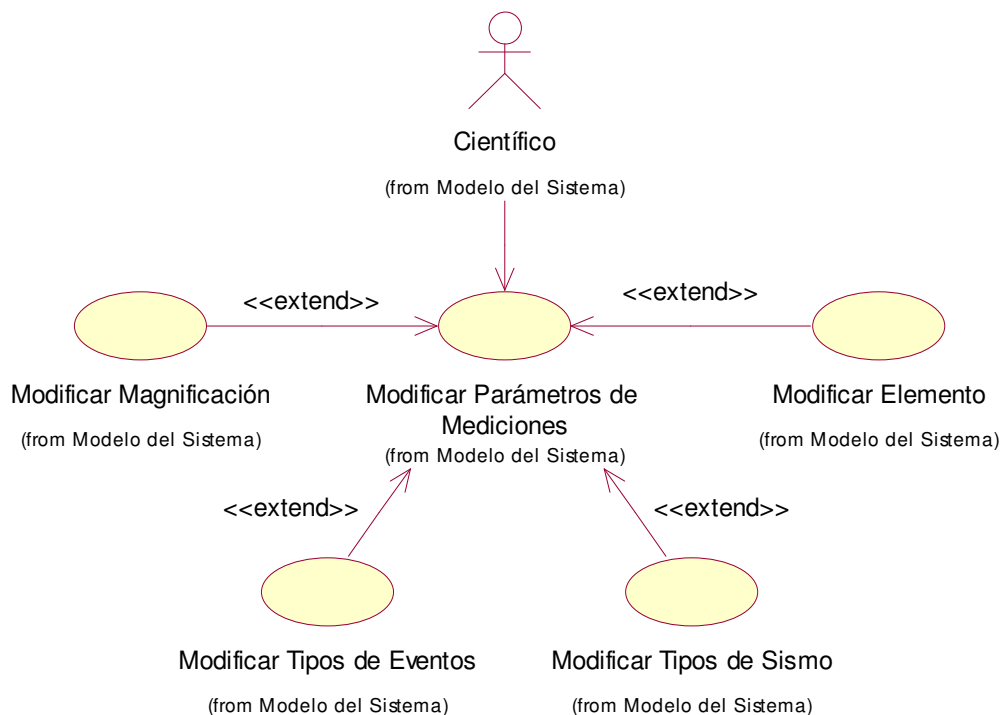 Científico
(from Modelo del Sistema)
<<extend>>
<<extend>>
Modificar Magnificación
(from Modelo del Sistema)
Modificar Parámetros de
Mediciones
(from Modelo del Sistema)
Modificar Elemento
(from Modelo del Sistema)
<<extend>>
<<extend>>
Modificar Tipos de Eventos
(from Modelo del Sistema)
Modificar Tipos de Sismo
(from Modelo del Sistema)